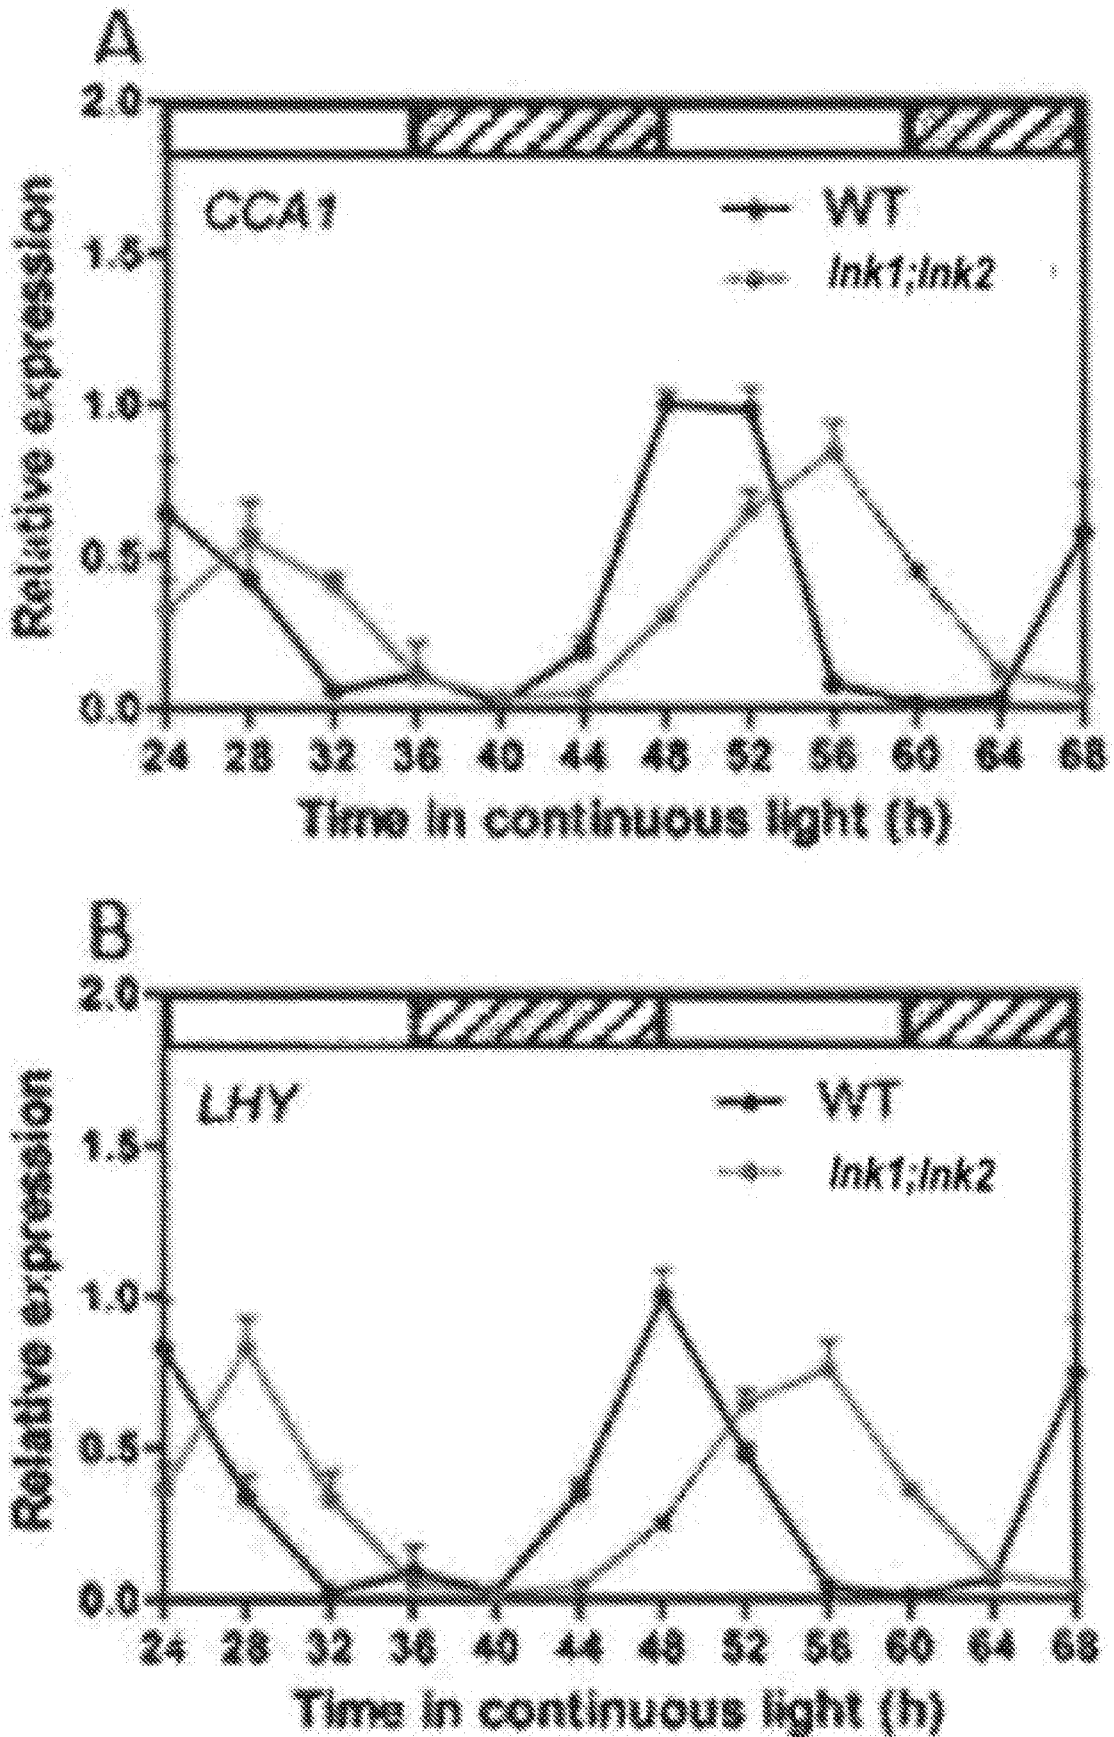 A
2.0
CCA1
WT
lnk1;lnk2
1.5
1.0
0.5
0.0
Relative expression
24 28 32 36 40 44 48 52 56 60 64 68
Time in continuous light (h)
B
2.0
LHY
WT
lnk1;lnk2
1.5
1.0
0.5
0.0
Relative expression
24 28 32 36 40 44 48 52 56 60 64 68
Time in continuous light (h)